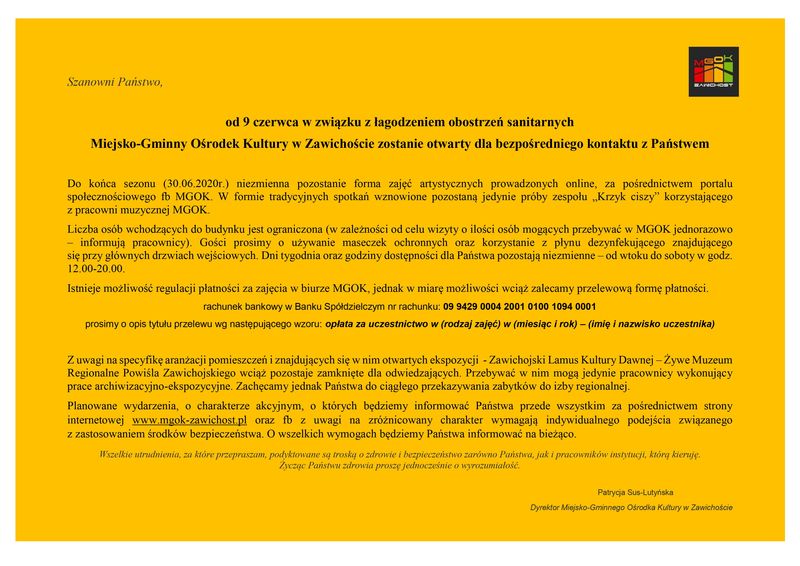 MGOK
ZAWICHOST
Szanowni Państwo,
od 9 czerwca w związku z łagodzeniem obostrzeń sanitarnych
Miejsko-Gminny Ośrodek Kultury w Zawichoście zostanie otwarty dla bezpośredniego kontaktu z Państwem
Do końca sezonu (30.06.2020r.) niezmienna pozostanie forma zajęć artystycznych prowadzonych online, za pośrednictwem portalu
społecznościowego fb MGOK. W formie tradycyjnych spotkań wznowione pozostaną jedynie próby zespołu „Krzyk ciszy” korzystającego
z pracowni muzycznej MGOK.
Liczba osób wchodzących do budynku jest ograniczona (w zależności od celu wizyty o ilości osób mogących przebywać w MGOK jednorazowo
– informują pracownicy). Gości prosimy o używanie maseczek ochronnych oraz korzystanie z płynu dezynfekującego znajdującego
się przy głównych drzwiach wejściowych. Dni tygodnia oraz godziny dostępności dla Państwa pozostają niezmienne – od wtoku do soboty w godz.
12.00-20.00.
Istnieje możliwość regulacji płatności za zajęcia w biurze MGOK, jednak w miarę możliwości wciąż zalecamy przelewową formę płatności.
rachunek bankowy w Banku Spółdzielczym nr rachunku: 09 9429 0004 2001 0100 1094 0001
prosimy o opis tytułu przelewu wg następującego wzoru: opłata za uczestnictwo w (rodzaj zajęć) w (miesiąc i rok) – (imię i nazwisko uczestnika)
Z uwagi na specyfikę aranżacji pomieszczeń i znajdujących się w nim otwartych ekspozycji - Zawichojski Lamus Kultury Dawnej – Żywe Muzeum
Regionalne Powiśla Zawichojskiego wciąż pozostaje zamknięte dla odwiedzających. Przebywać w nim mogą jedynie pracownicy wykonujący
prace archiwizacyjno-ekspozycyjne. Zachęcamy jednak Państwa do ciągłego przekazywania zabytków do izby regionalnej.
Planowane wydarzenia, o charakterze akcyjnym, o których będziemy informować Państwa przede wszystkim za pośrednictwem strony
internetowej www.mgok-zawichost.pl oraz fb z uwagi na zróżnicowany charakter wymagają indywidualnego podejścia związanego
z zastosowaniem środków bezpieczeństwa. O wszelkich wymogach będziemy Państwa informować na bieżąco.
Wszelkie utrudnienia, za które przepraszam, podyktowane są troską o zdrowie i bezpieczeństwo zarówno Państwa, jak i pracowników instytucji, którą kieruję.
Życząc Państwu zdrowia proszę jednocześnie o wyrozumiałość.
Patrycja Sus-Lutyńska
Dyrektor Miejsko-Gminnego Ośrodka Kultury w Zawichoście